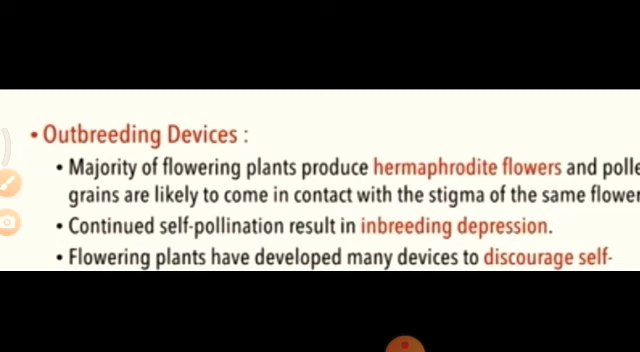 • Outbreeding Devices :
• Majority of flowering plants produce hermaphrodite flowers and polle
grains are likely to come in contact with the stigma of the same flower
• Continued self-pollination result in inbreeding depression.
• Flowering plants have developed many devices to discourage self-